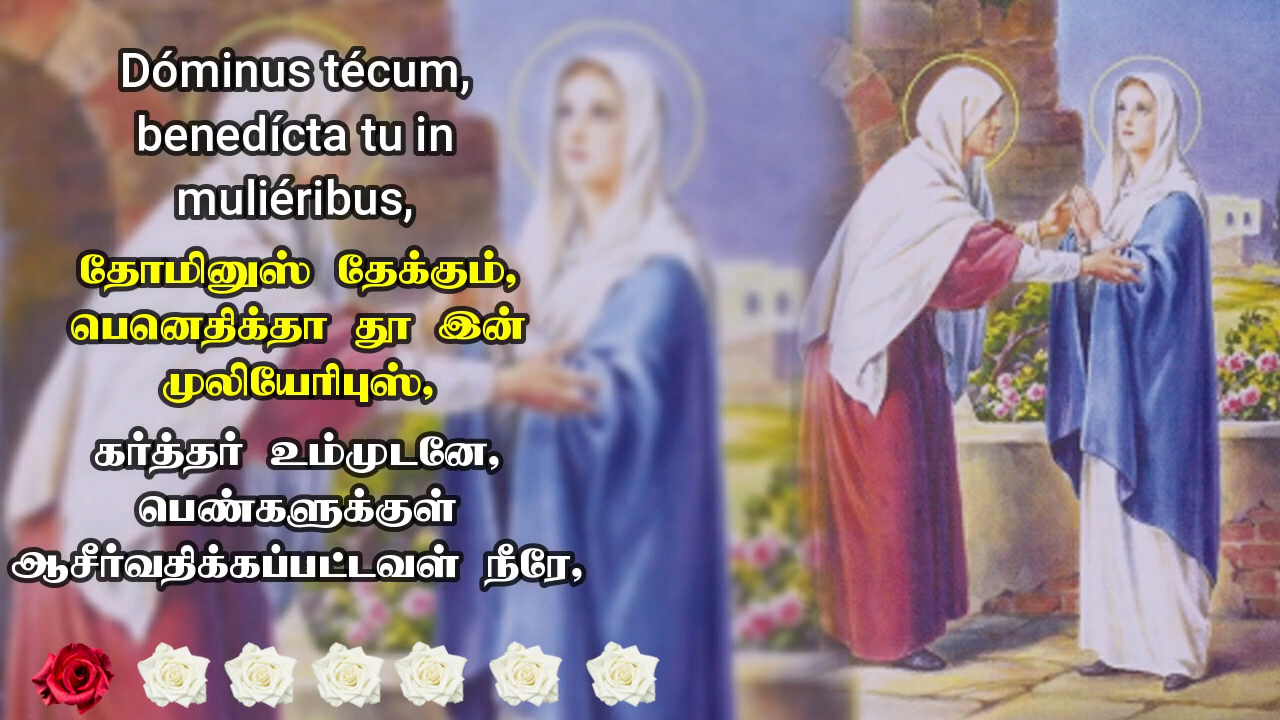 Dóminus técum,
benedícta tu in
muliéribus,
தோமினுஸ் தேக்கும்,
பெனெதிக்தா தூ இன்
முலியேரிபுஸ்,
கர்த்தர் உம்முடனே,
பெண்களுக்குள்
ஆசீர்வதிக்கப்பட்டவள் நீரே,